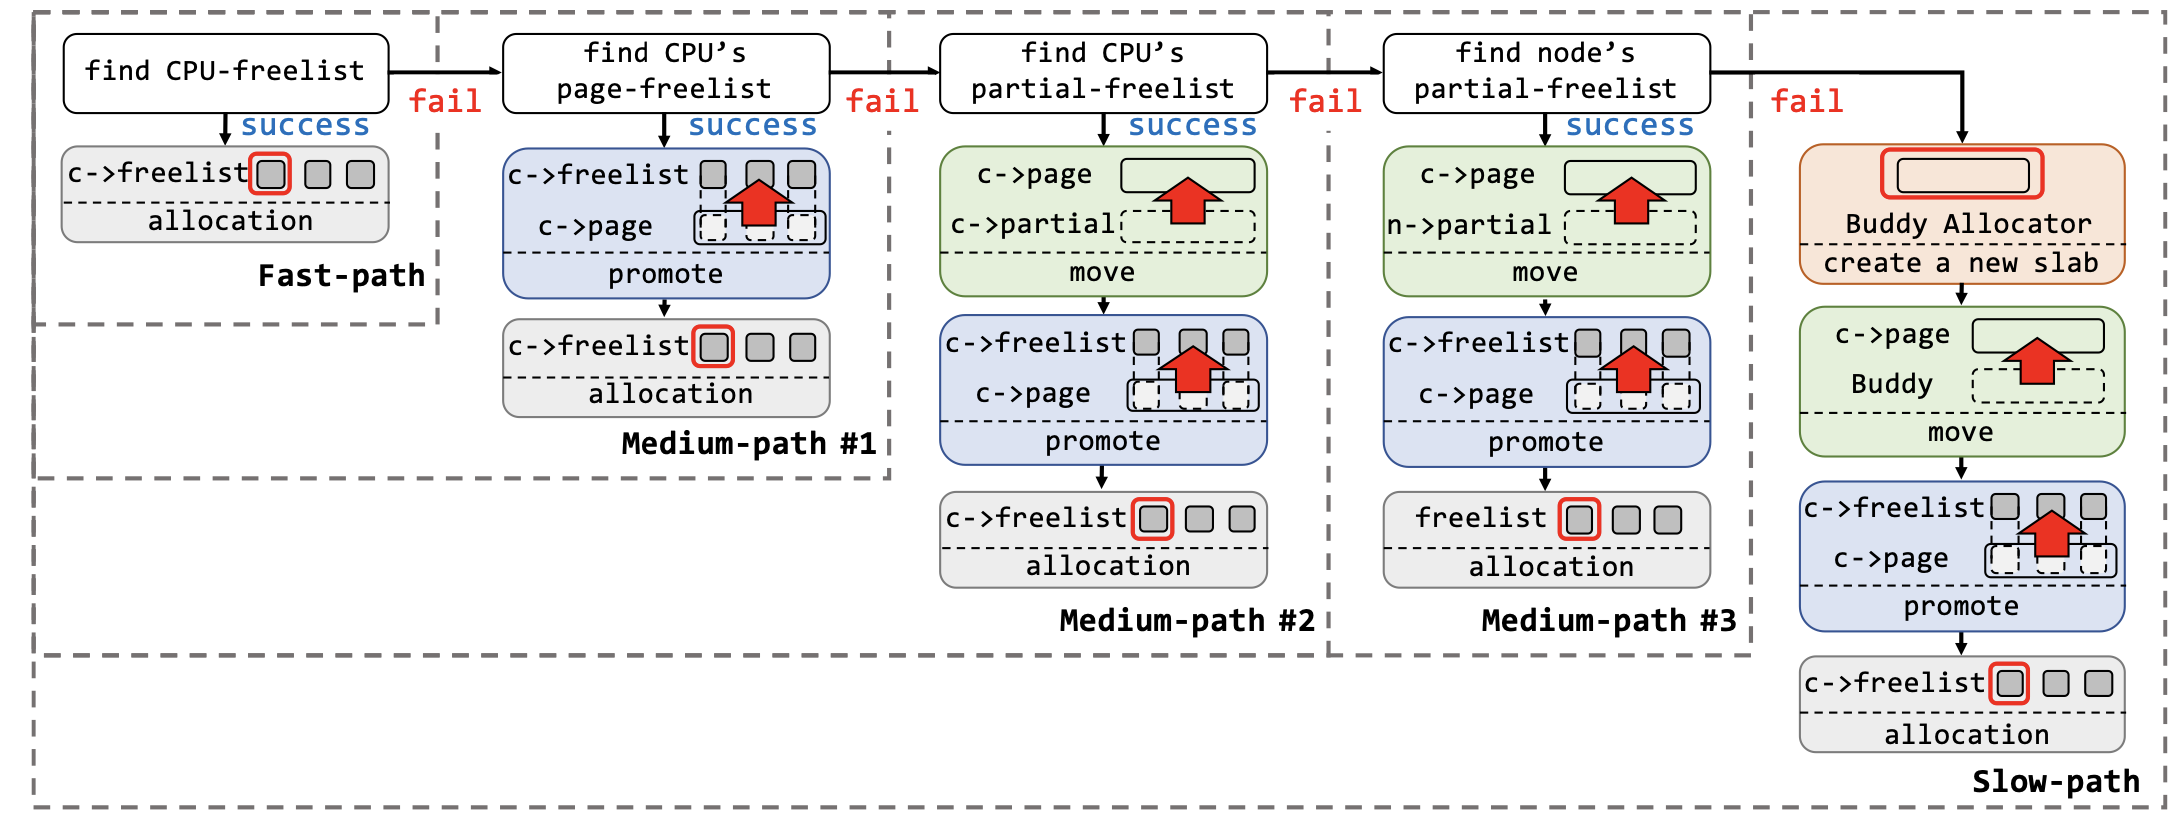 find CPU-freelist
fail
success
c->freelist
allocation
Fast-path
find CPU's
page-freelist
fail
success
c->freelist
c->page
promote
c->freelist
allocation
Medium-path #1
find CPU's
partial-freelist
fail
success
c->page
c->partial
move
c->freelist
c->page
promote
c->freelist
allocation
Medium-path #2
find node's
partial-freelist
fail
success
c->page
n->partial
move
c->freelist
c->page
promote
freelist
allocation
Medium-path #3
Buddy Allocator
create a new slab
c->page
Buddy
move
c->freelist
c->page
promote
c->freelist
allocation
Slow-path